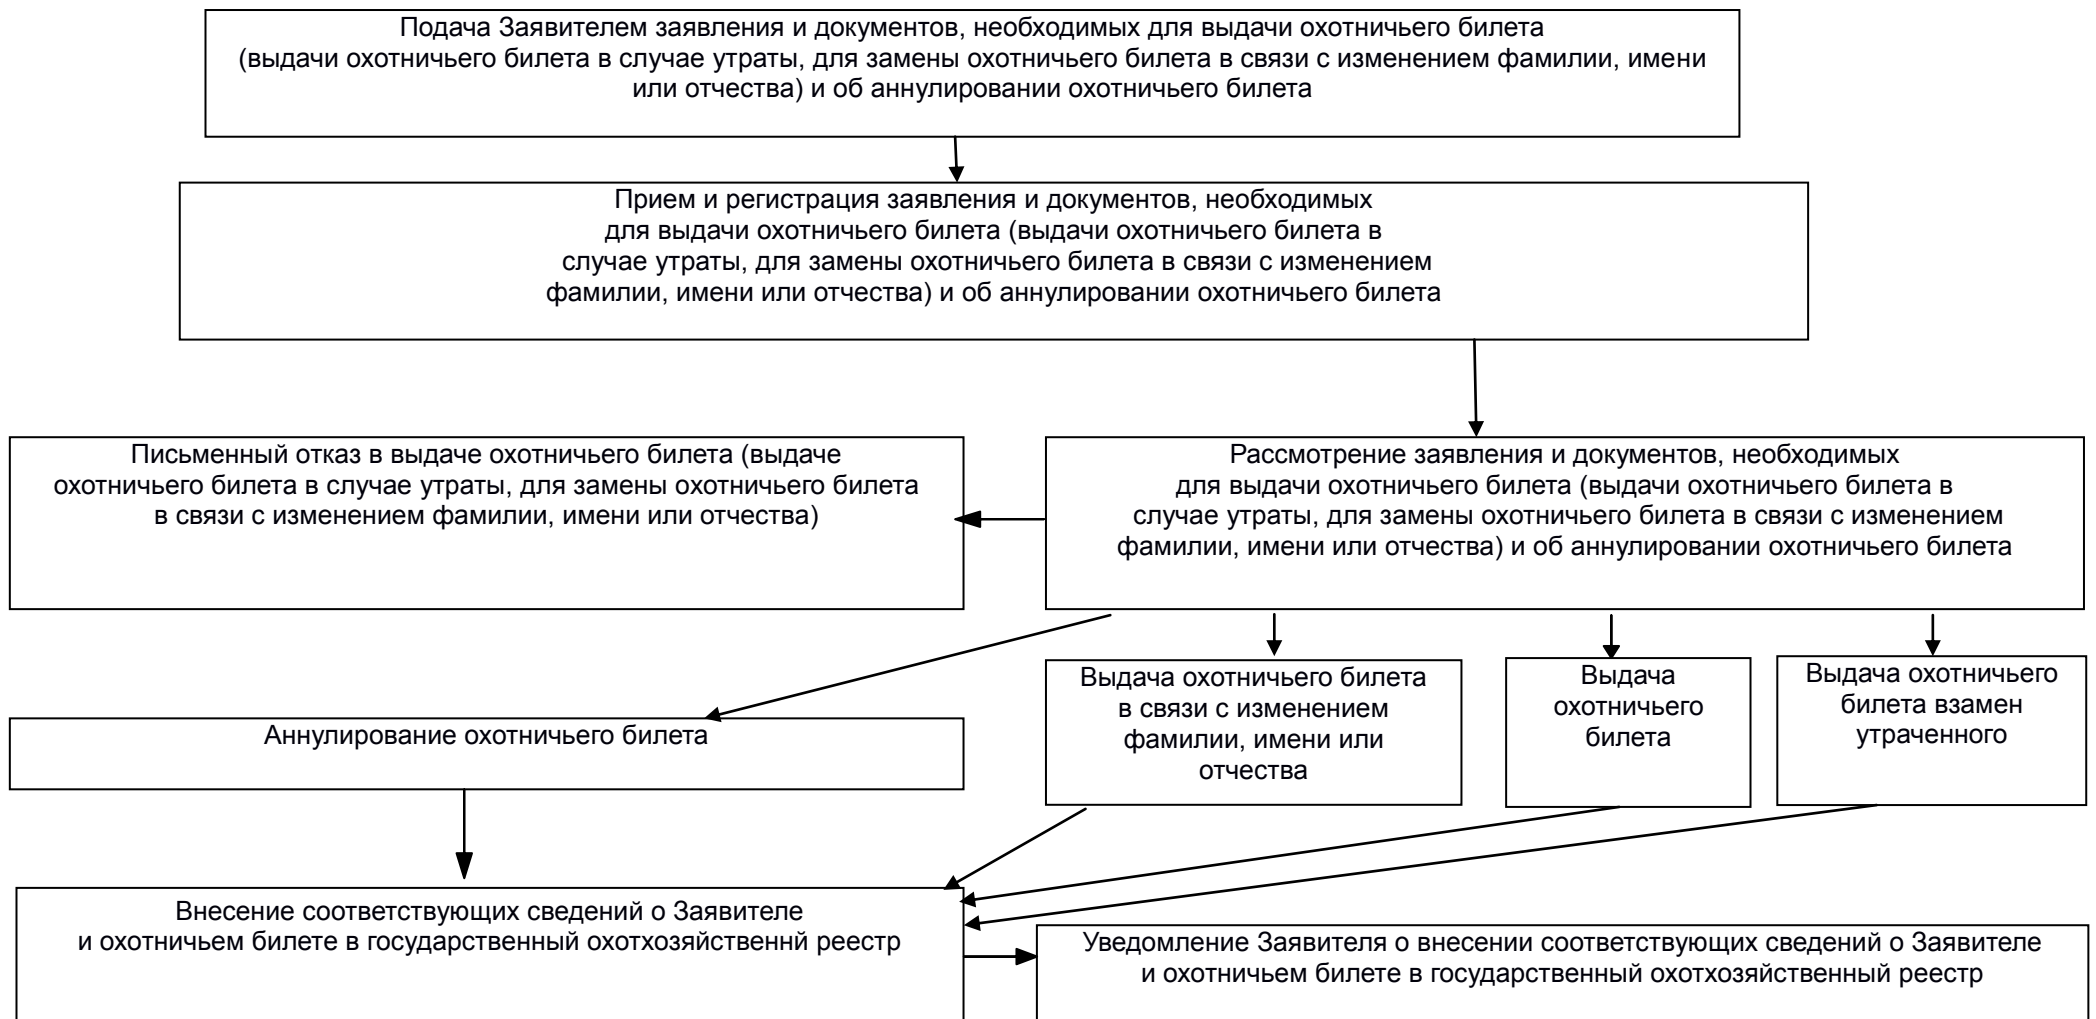 Подача Заявителем заявления и документов, необходимых для выдачи охотничьего билета
(выдачи охотничьего билета в случае утраты, для замены охотничьего билета в связи с изменением фамилии, имени
или отчества) и об аннулировании охотничьего билета
Прием и регистрация заявления и документов, необходимых
для выдачи охотничьего билета (выдачи охотничьего билета в
случае утраты, для замены охотничьего билета в связи с изменением
фамилии, имени или отчества) и об аннулировании охотничьего билета
Письменный отказ в выдаче охотничьего билета (выдаче
охотничьего билета в случае утраты, для замены охотничьего билета
в связи с изменением фамилии, имени или отчества)
Рассмотрение заявления и документов, необходимых
для выдачи охотничьего билета (выдачи охотничьего билета в
случае утраты, для замены охотничьего билета в связи с изменением
фамилии, имени или отчества) и об аннулировании охотничьего билета
Аннулирование охотничьего билета
Выдача охотничьего билета
в связи с изменением
фамилии, имени или
отчества
Выдача
охотничьего
билета
Выдача охотничьего
билета взамен
утраченного
Внесение соответствующих сведений о Заявителе
и охотничьем билете в государственный охотхозяйственнй реестр
Уведомление Заявителя о внесении соответствующих сведений о Заявителе
и охотничьем билете в государственный охотхозяйственный реестр